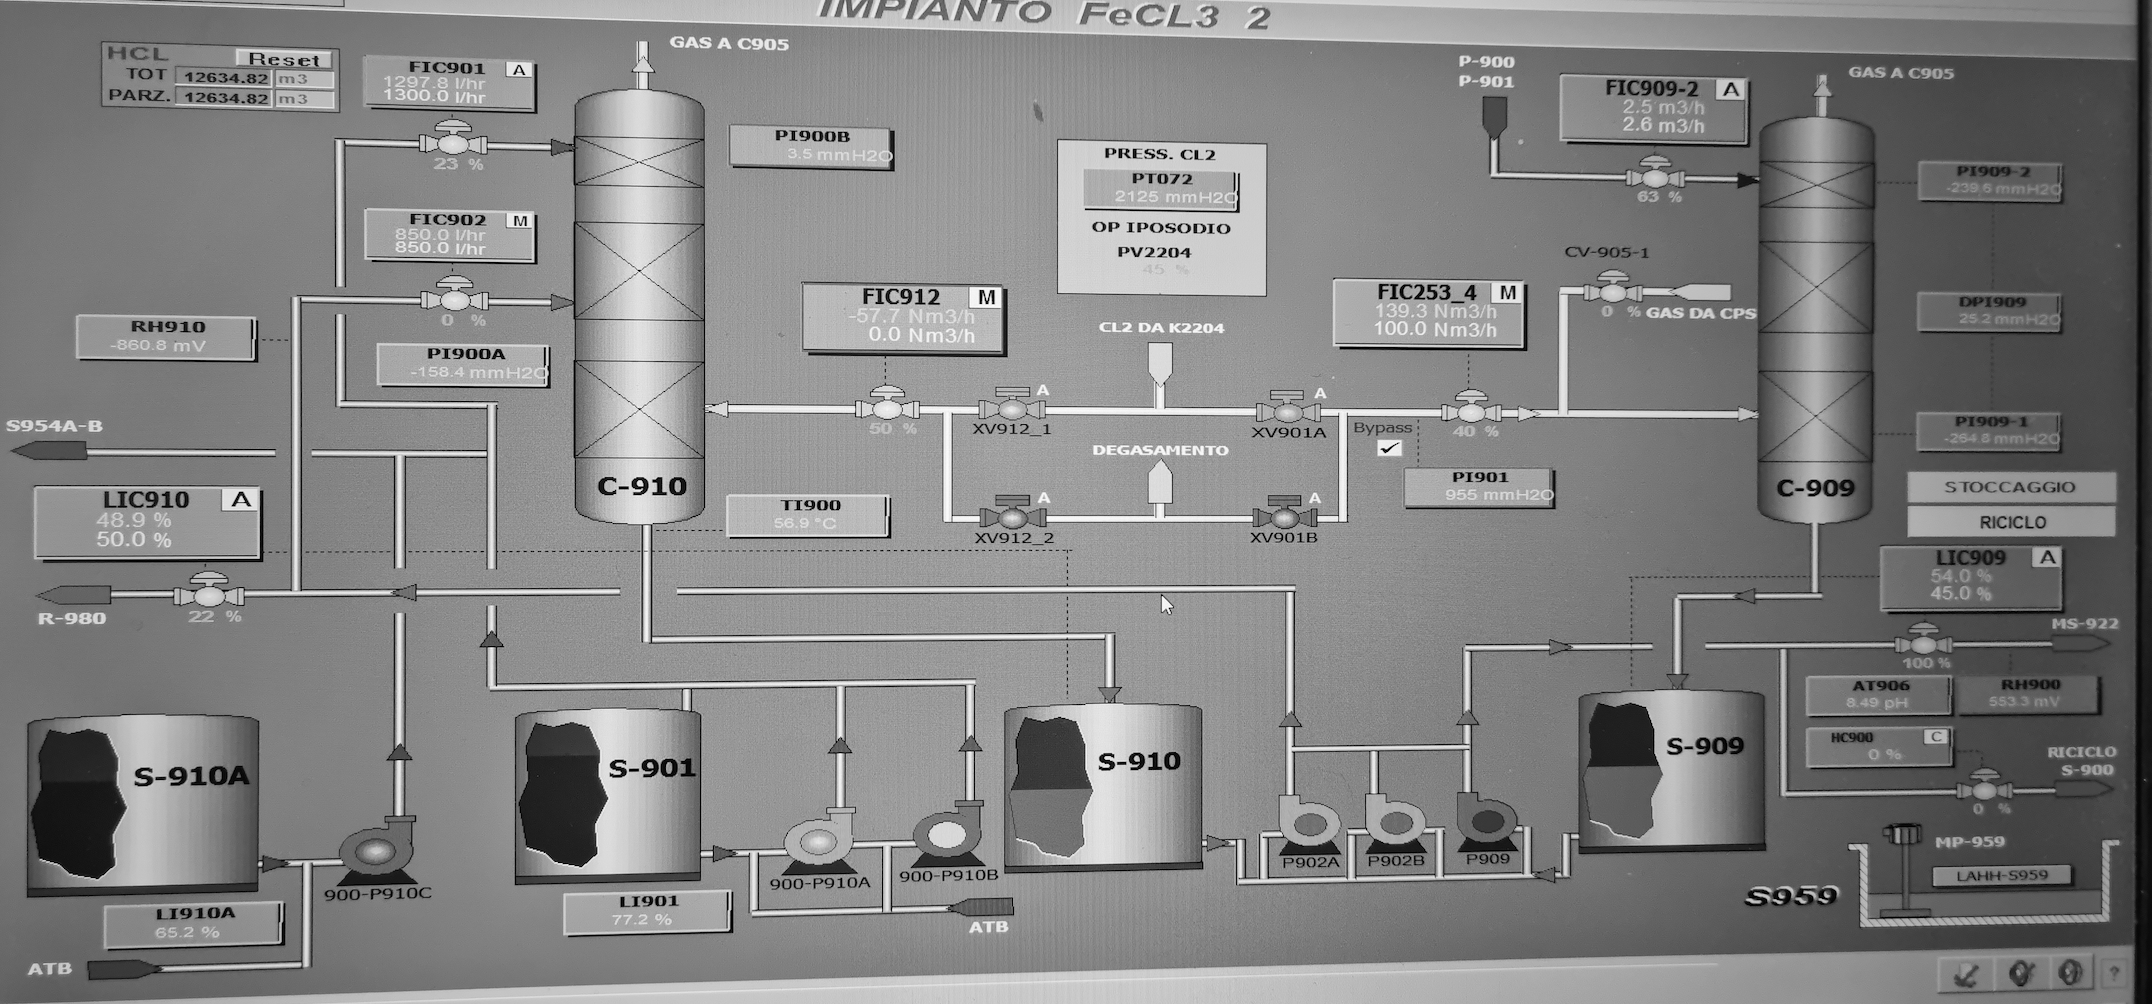 IMPIANTO FeCL3 2
HCL
Reset
TOT 12634.82 m3
PARZ. 12634.82 m3
FIC901 A
1297.8 l/hr
1300.0 l/hr
23 %
GAS A C905
PI900B
3.5 mmH2O
FIC902 M
850.0 l/hr
850.0 l/hr
0 %
RH910
-860.8 mV
PI900A
-158.4 mmH2O
S954A-B
LIC910 A
48.9 %
50.0 %
R-980
22 %
C-910
TI900
56.9 °C
PRESS. CL2
PT072
2125 mmH2O
OP IPOSODIO
PV2204
45 %
FIC912 M
-57.7 Nm3/h
0.0 Nm3/h
50 %
XV912_1
A
CL2 DA K2204
XV901A
A
DEGASAMENTO
XV912_2
A
XV901B
A
Bypass
FIC253_4 M
139.3 Nm3/h
100.0 Nm3/h
40 %
PI901
955 mmH2O
P-900
P-901
FIC909-2 A
2.5 m3/h
2.6 m3/h
63 %
GAS A C905
CV-905-1
0 %
GAS DA CPS
PI909-2
-239.6 mmH2O
DPI909
25.2 mmH2O
PI909-1
-264.8 mmH2O
C-909
STOCCAGGIO
RICICLO
LIC909 A
54.0 %
45.0 %
MS-922
100 %
AT906
8.49 pH
RH900
553.3 mV
HC900 C
0 %
RICICLO
S-900
0 %
S-910A
LI910A
65.2 %
ATB
900-P910C
S-901
LI901
77.2 %
900-P910A
900-P910B
ATB
S-910
P902A
P902B
P909
S-909
S959
MP-959
LAHH-S959
?